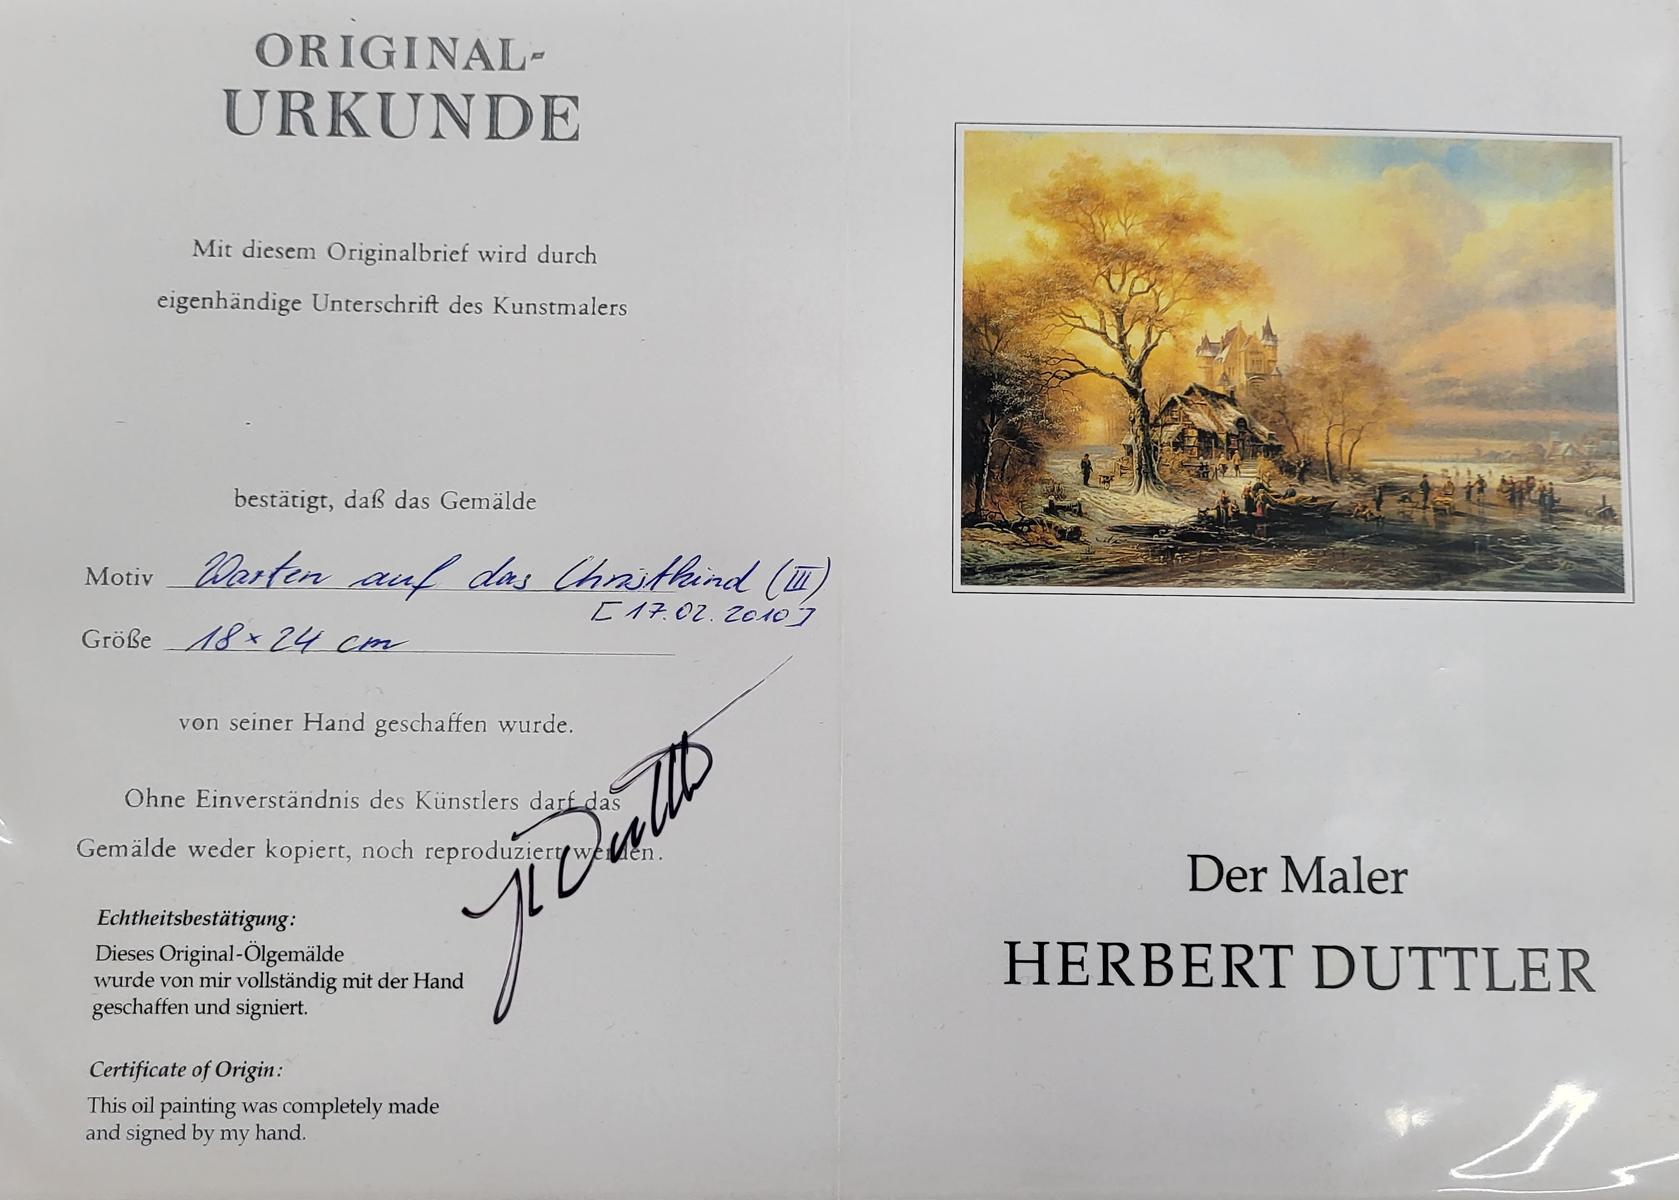 ORIGINAL-
URKUNDE
Mit diesem Originalbrief wird durch
eigenhändige Unterschrift des Kunstmalers
bestätigt, daß das Gemälde
Motiv Warten auf das Christkind (III)
[17.02.2010]
Größe 18 x 24 cm
von seiner Hand geschaffen wurde.
Ohne Einverständnis des Künstlers darf das
Gemälde weder kopiert, noch reproduziert werden.
H. Duttler
Echtheitsbestätigung:
Dieses Original-Ölgemälde
wurde von mir vollständig mit der Hand
geschaffen und signiert.
Certificate of Origin:
This oil painting was completely made
and signed by my hand.
Der Maler
HERBERT DUTTLER